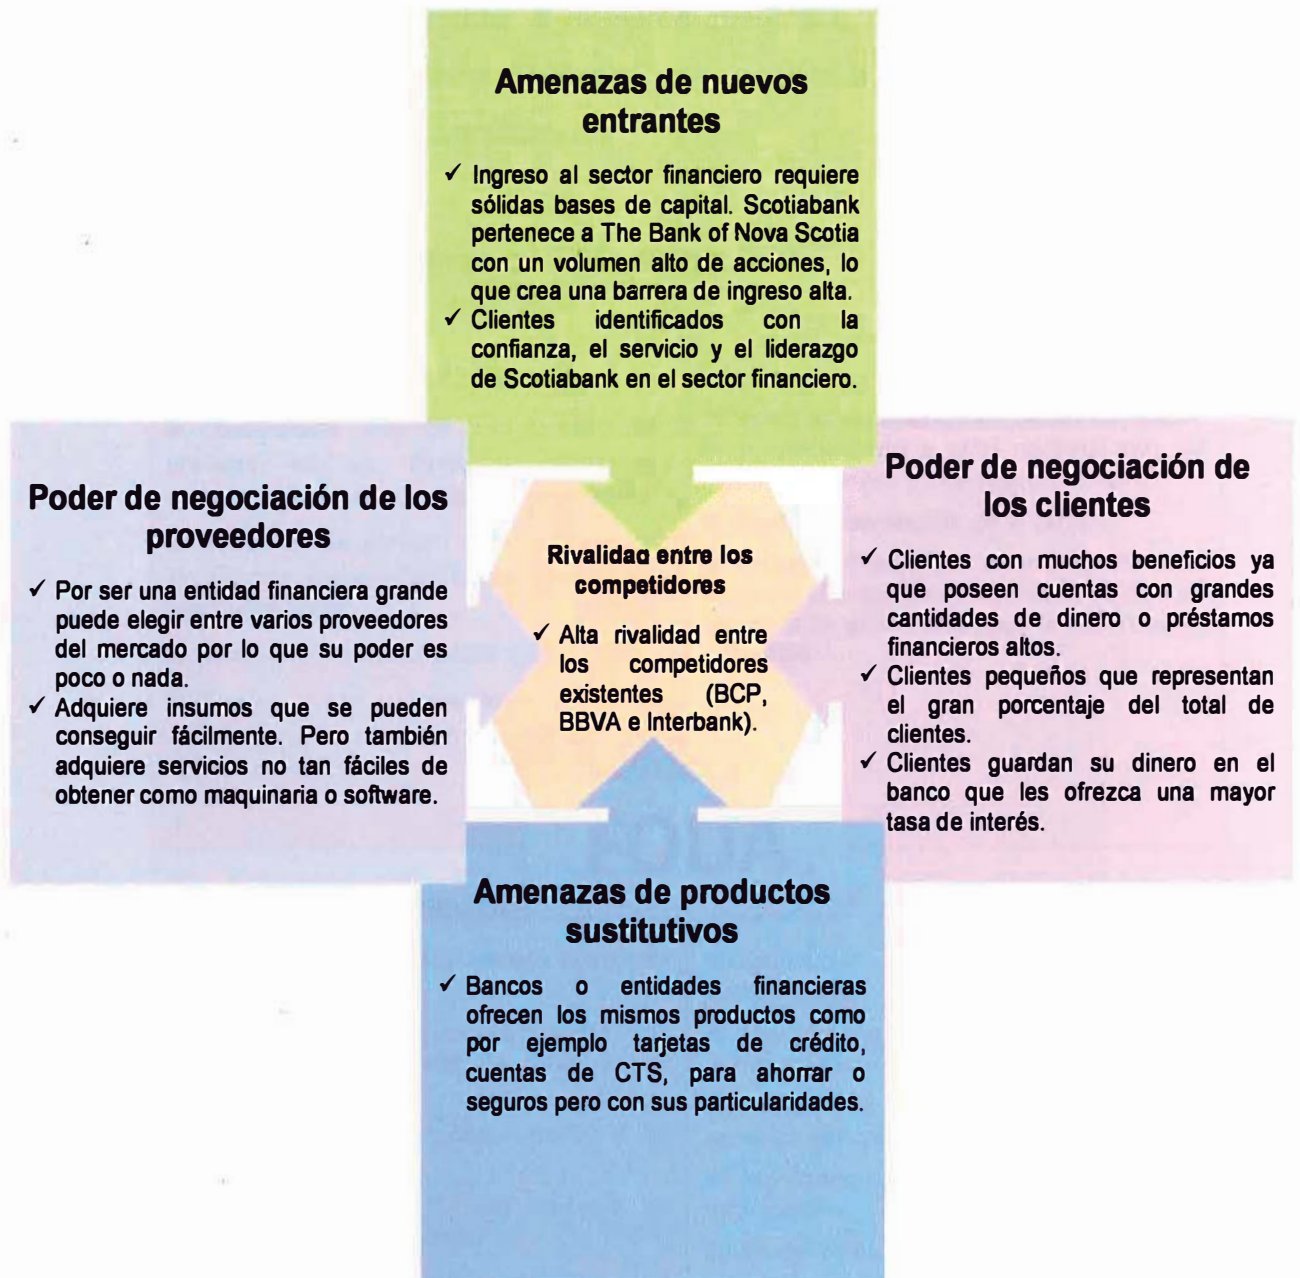 Amenazas de nuevos
entrantes
✓ Ingreso al sector financiero requiere
sólidas bases de capital. Scotiabank
pertenece a The Bank of Nova Scotia
con un volumen alto de acciones, lo
que crea una barrera de ingreso alta.
✓ Clientes identificados con la
confianza, el servicio y el liderazgo
de Scotiabank en el sector financiero.
Poder de negociación de los
proveedores
✓ Por ser una entidad financiera grande
puede elegir entre varios proveedores
del mercado por lo que su poder es
poco o nada.
✓ Adquiere insumos que se pueden
conseguir fácilmente. Pero también
adquiere servicios no tan fáciles de
obtener como maquinaria o software.
Rivalidad entre los
competidores
✓ Alta rivalidad entre
los competidores
existentes (BCP,
BBVA e Interbank).
Poder de negociación de
los clientes
✓ Clientes con muchos beneficios ya
que poseen cuentas con grandes
cantidades de dinero o préstamos
financieros altos.
✓ Clientes pequeños que representan
el gran porcentaje del total de
clientes.
✓ Clientes guardan su dinero en el
banco que les ofrezca una mayor
tasa de interés.
Amenazas de productos
sustitutivos
✓ Bancos o entidades financieras
ofrecen los mismos productos como
por ejemplo tarjetas de crédito,
cuentas de CTS, para ahorrar o
seguros pero con sus particularidades.